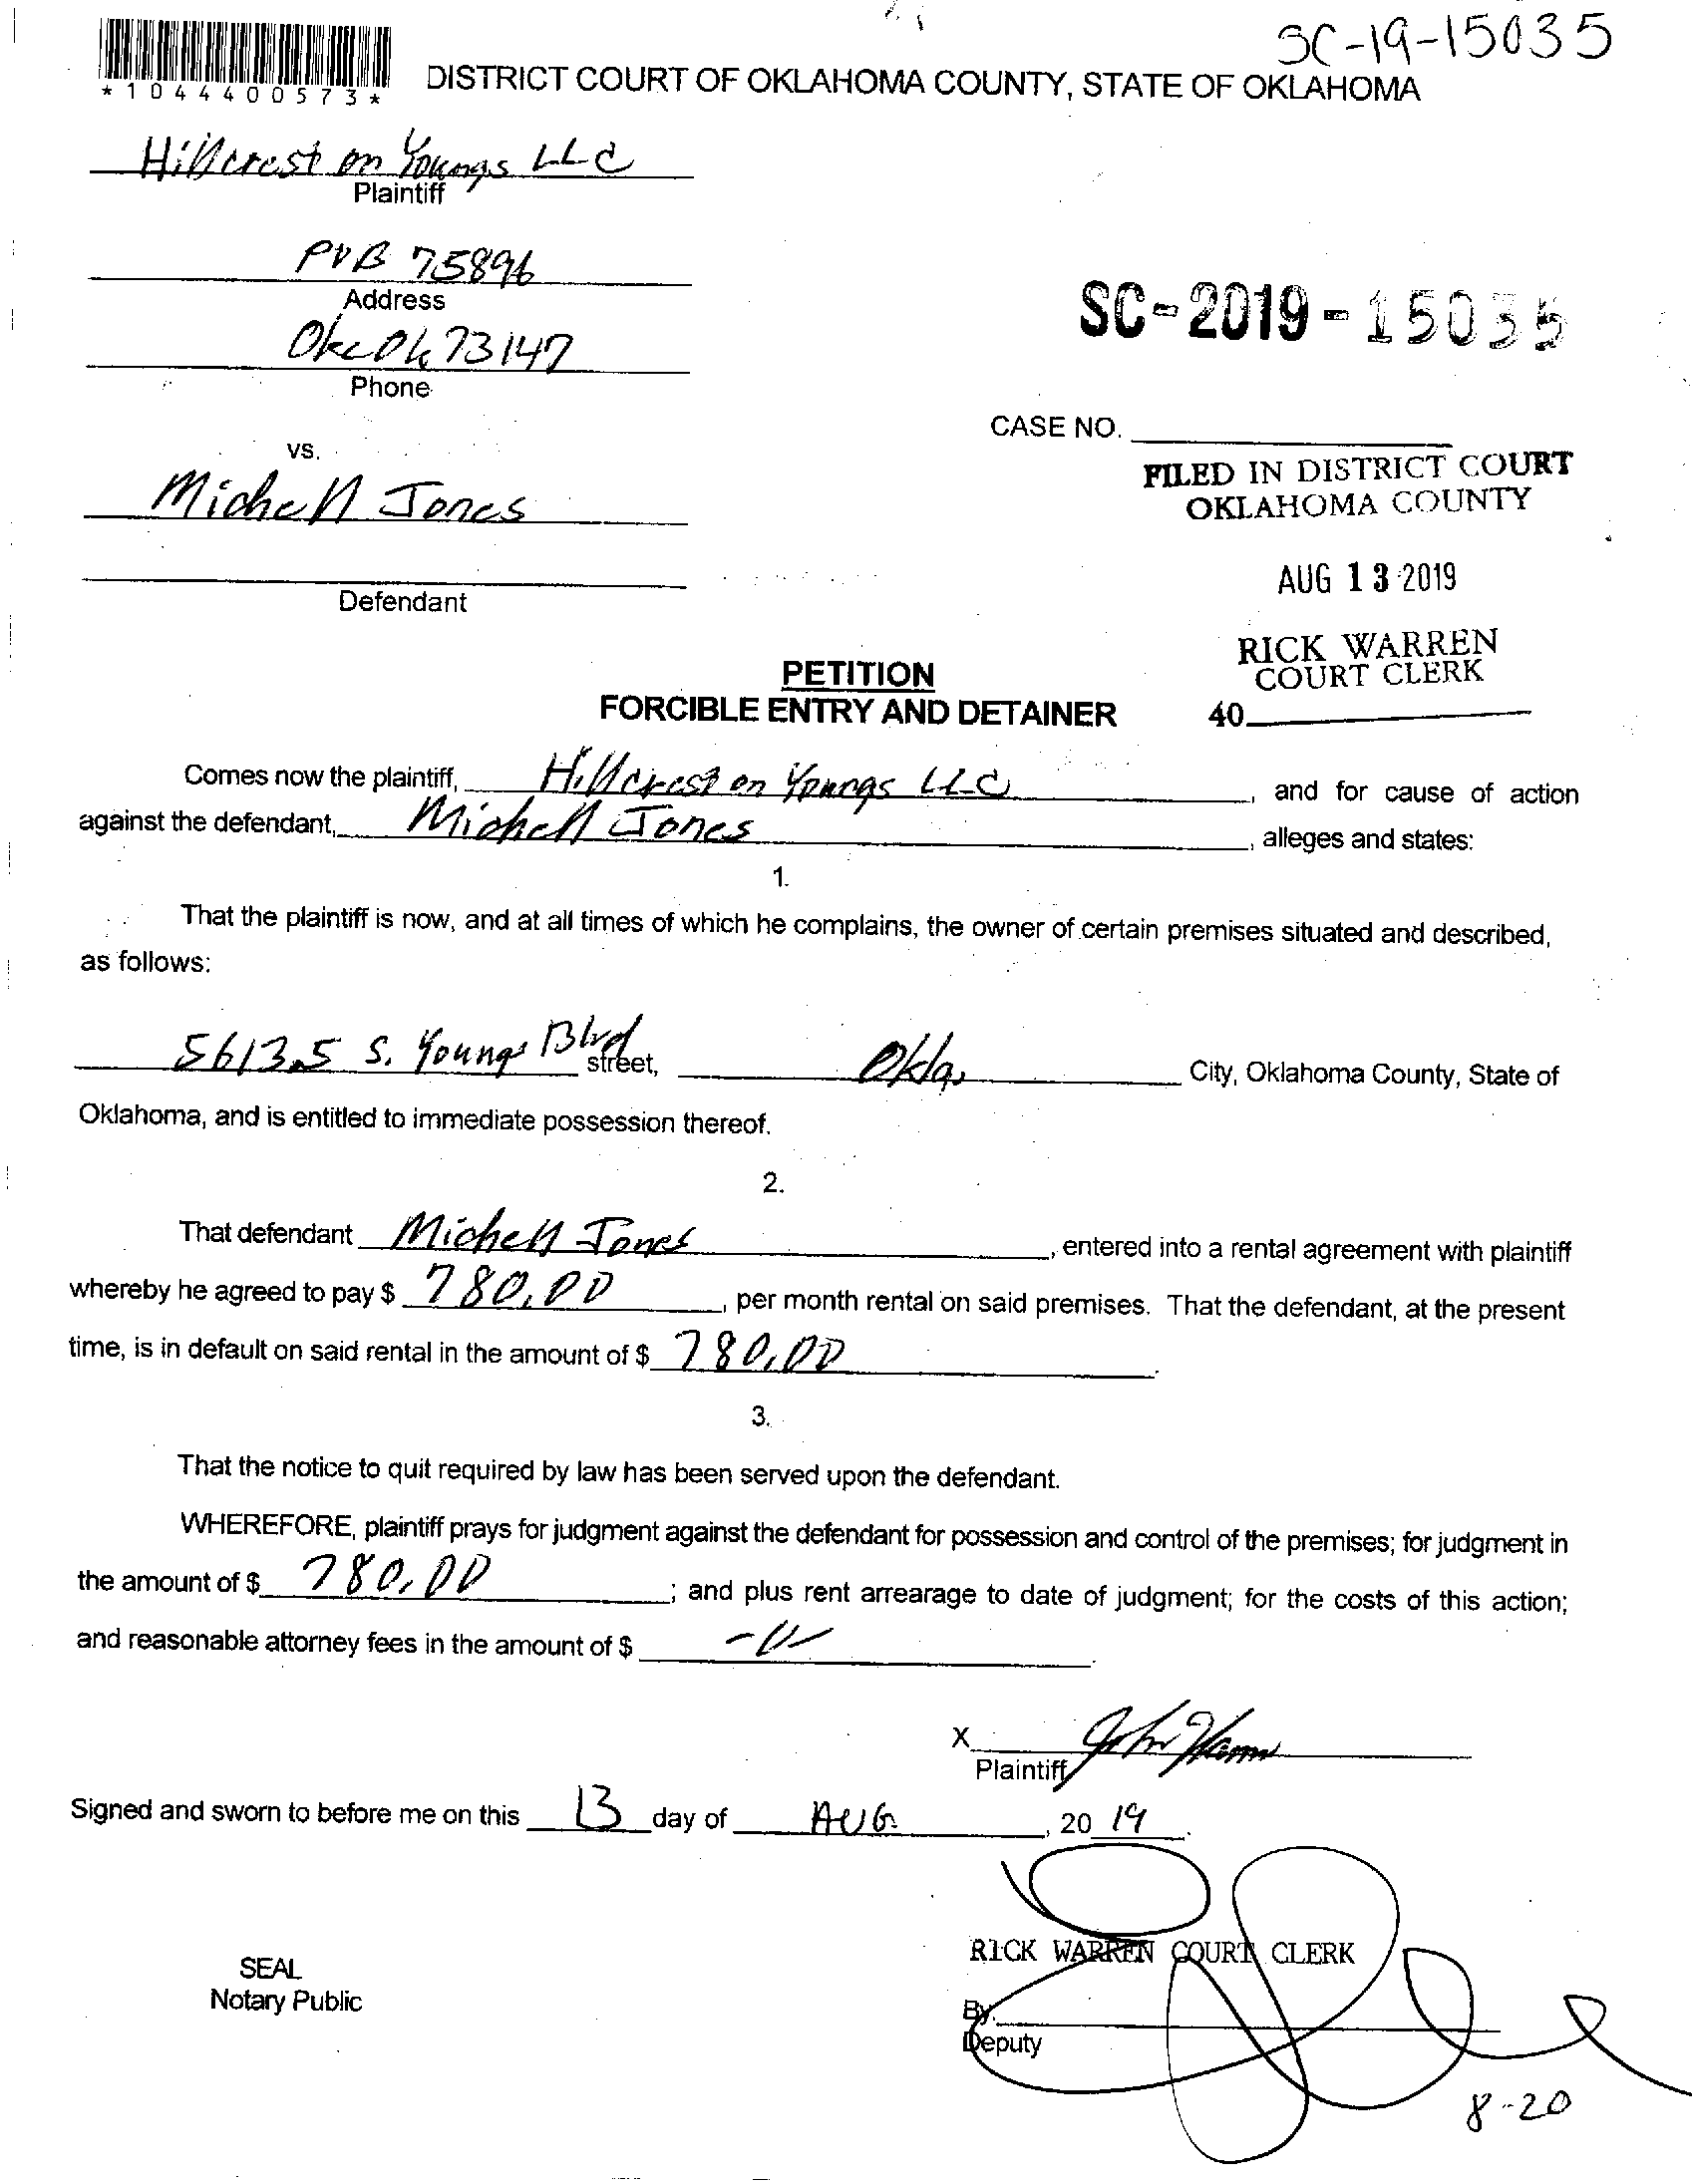 SC-19-15035
*1044400573*
DISTRICT COURT OF OKLAHOMA COUNTY, STATE OF OKLAHOMA
Hillcrest on Youngs LLC
Plaintiff
POB 75896
Address
Okc Ok 73147
Phone
SC-2019-15035
CASE NO.
vs.
Michell Jones
Defendant
FILED IN DISTRICT COURT
OKLAHOMA COUNTY
AUG 13 2019
RICK WARREN
COURT CLERK
40
PETITION
FORCIBLE ENTRY AND DETAINER
Comes now the plaintiff, Hillcrest on Youngs LLC, and for cause of action
against the defendant, Michell Jones, alleges and states:
1.
That the plaintiff is now, and at all times of which he complains, the owner of certain premises situated and described,
as follows:
5613.5 S. Youngs Blvd street, Okla. City, Oklahoma County, State of
Oklahoma, and is entitled to immediate possession thereof.
2.
That defendant Michell Jones, entered into a rental agreement with plaintiff
whereby he agreed to pay $ 780.00, per month rental on said premises. That the defendant, at the present
time, is in default on said rental in the amount of $ 780.00.
3.
That the notice to quit required by law has been served upon the defendant.
WHEREFORE, plaintiff prays for judgment against the defendant for possession and control of the premises; for judgment in
the amount of $ 780.00; and plus rent arrearage to date of judgment; for the costs of this action;
and reasonable attorney fees in the amount of $ -0-.
X John
Plaintiff
Signed and sworn to before me on this 13 day of AUG, 20 19.
RICK WARREN COURT CLERK
SEAL
Notary Public
By.
Deputy
8-20